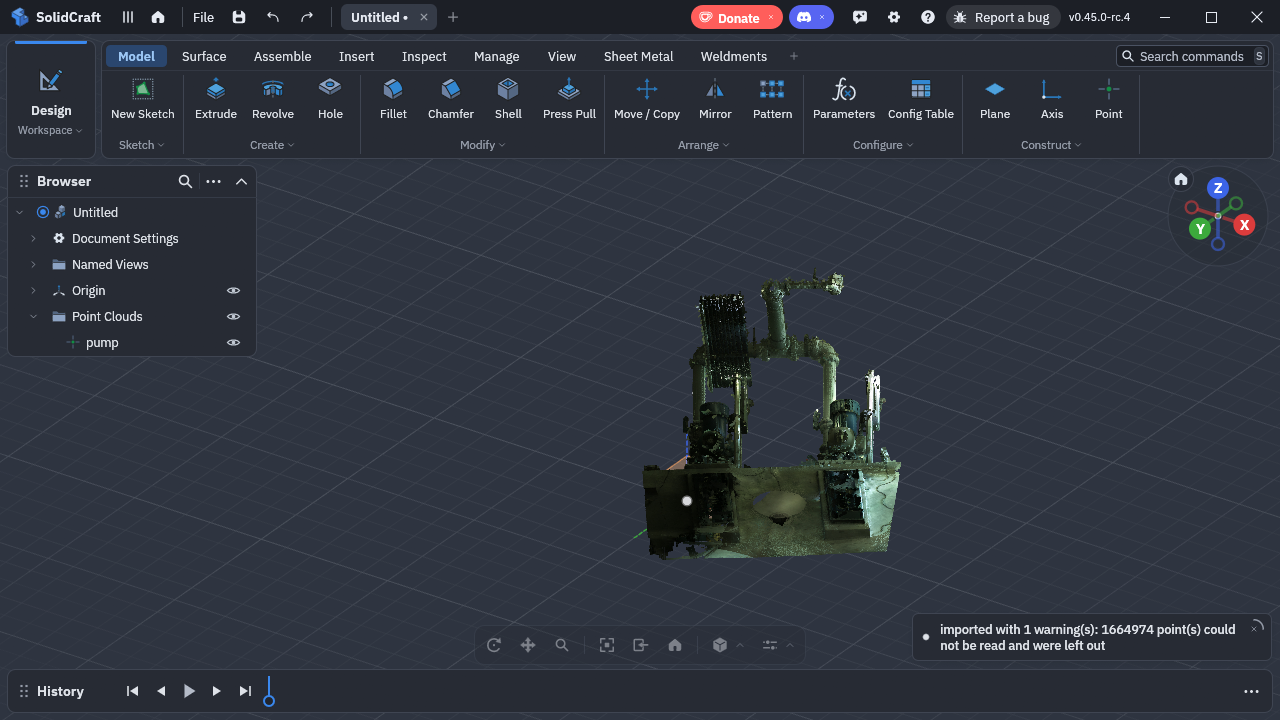 SolidCraft
File
Untitled •
Donate
Report a bug
v0.45.0-rc.4
Design
Workspace
Model
Surface
Assemble
Insert
Inspect
Manage
View
Sheet Metal
Weldments
Search commands
S
New Sketch
Extrude
Revolve
Hole
Fillet
Chamfer
Shell
Press Pull
Move / Copy
Mirror
Pattern
Parameters
Config Table
Plane
Axis
Point
Sketch
Create
Modify
Arrange
Configure
Construct
Browser
Untitled
Document Settings
Named Views
Origin
Point Clouds
pump
Z
X
Y
imported with 1 warning(s): 1664974 point(s) could
not be read and were left out
History